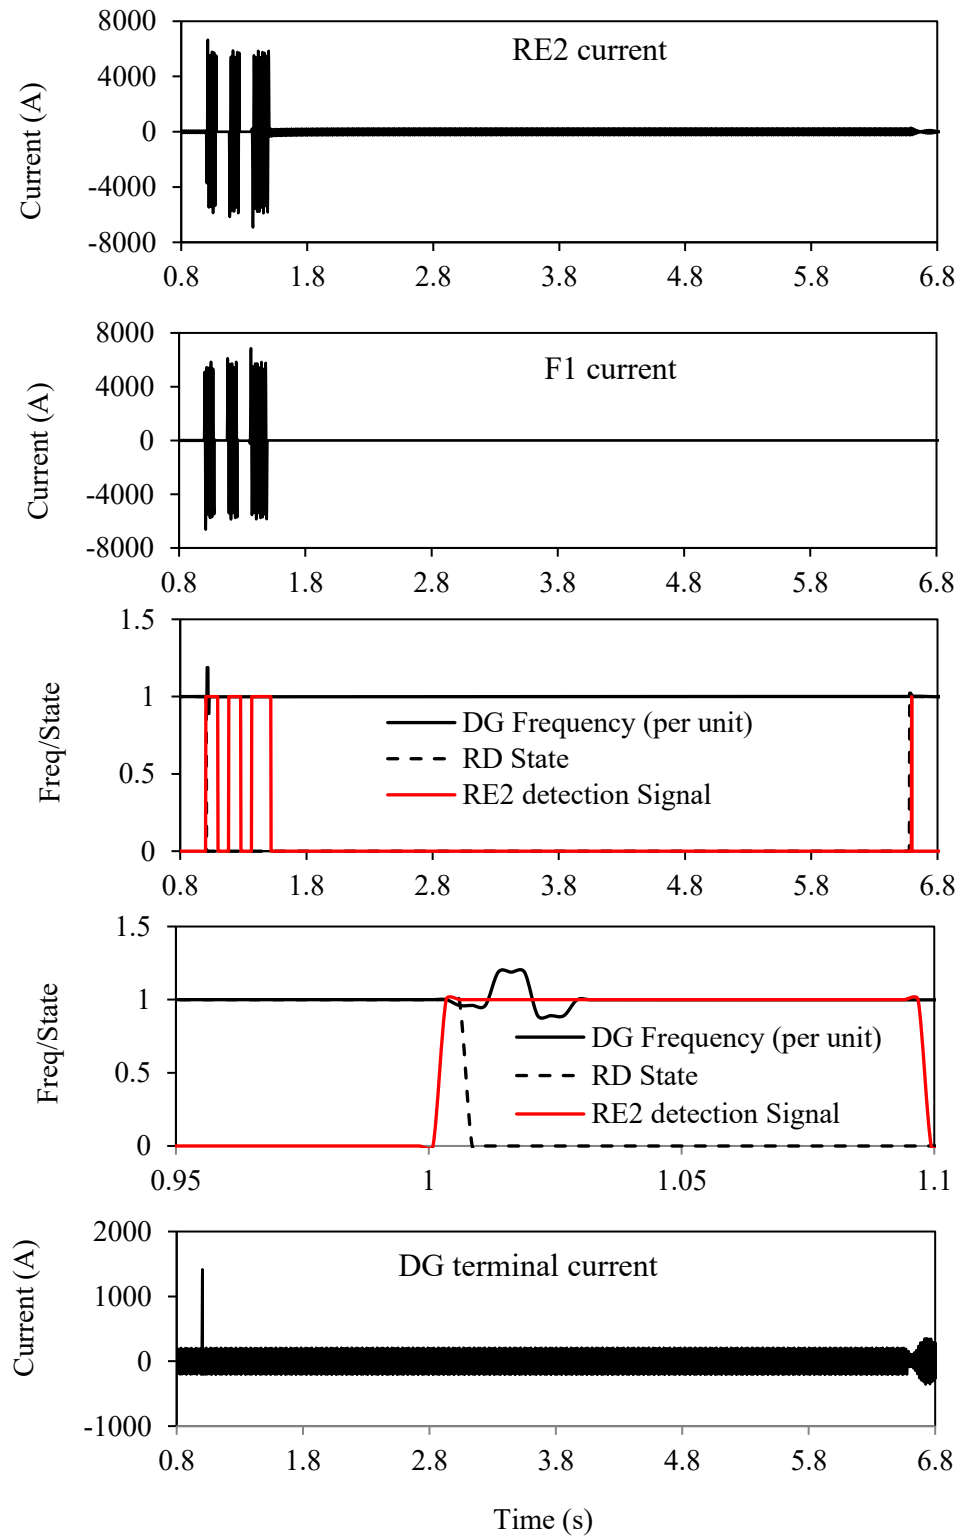 RE2 current
Current (A)
8000
4000
0
-4000
-8000
0.8 1.8 2.8 3.8 4.8 5.8 6.8
F1 current
Current (A)
8000
4000
0
-4000
-8000
0.8 1.8 2.8 3.8 4.8 5.8 6.8
Freq/State
1.5
1
0.5
0
DG Frequency (per unit)
RD State
RE2 detection Signal
0.8 1.8 2.8 3.8 4.8 5.8 6.8
Freq/State
1.5
1
0.5
0
DG Frequency (per unit)
RD State
RE2 detection Signal
0.95 1 1.05 1.1
DG terminal current
Current (A)
2000
1000
0
-1000
0.8 1.8 2.8 3.8 4.8 5.8 6.8
Time (s)